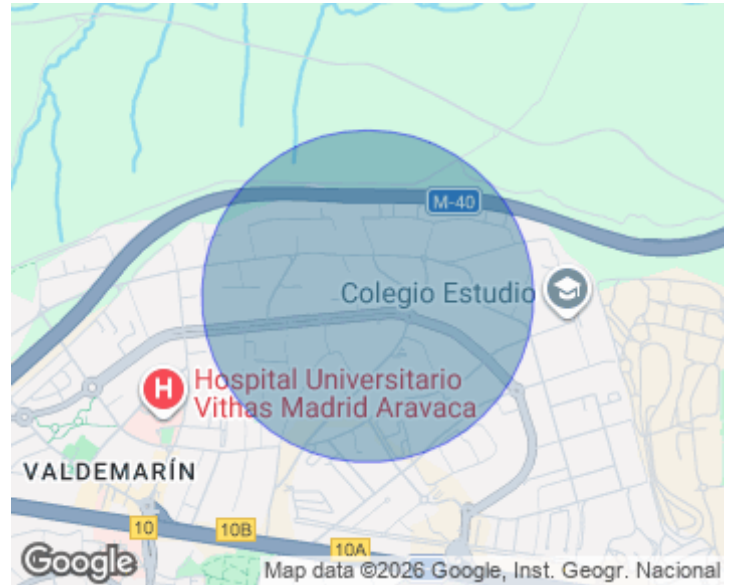 M-40
Colegio Estudio
H
Hospital Universitario
Vithas Madrid Aravaca
VALDEMARÍN
10
10B
10A
Google
Map data ©2026 Google, Inst. Geogr. Nacional